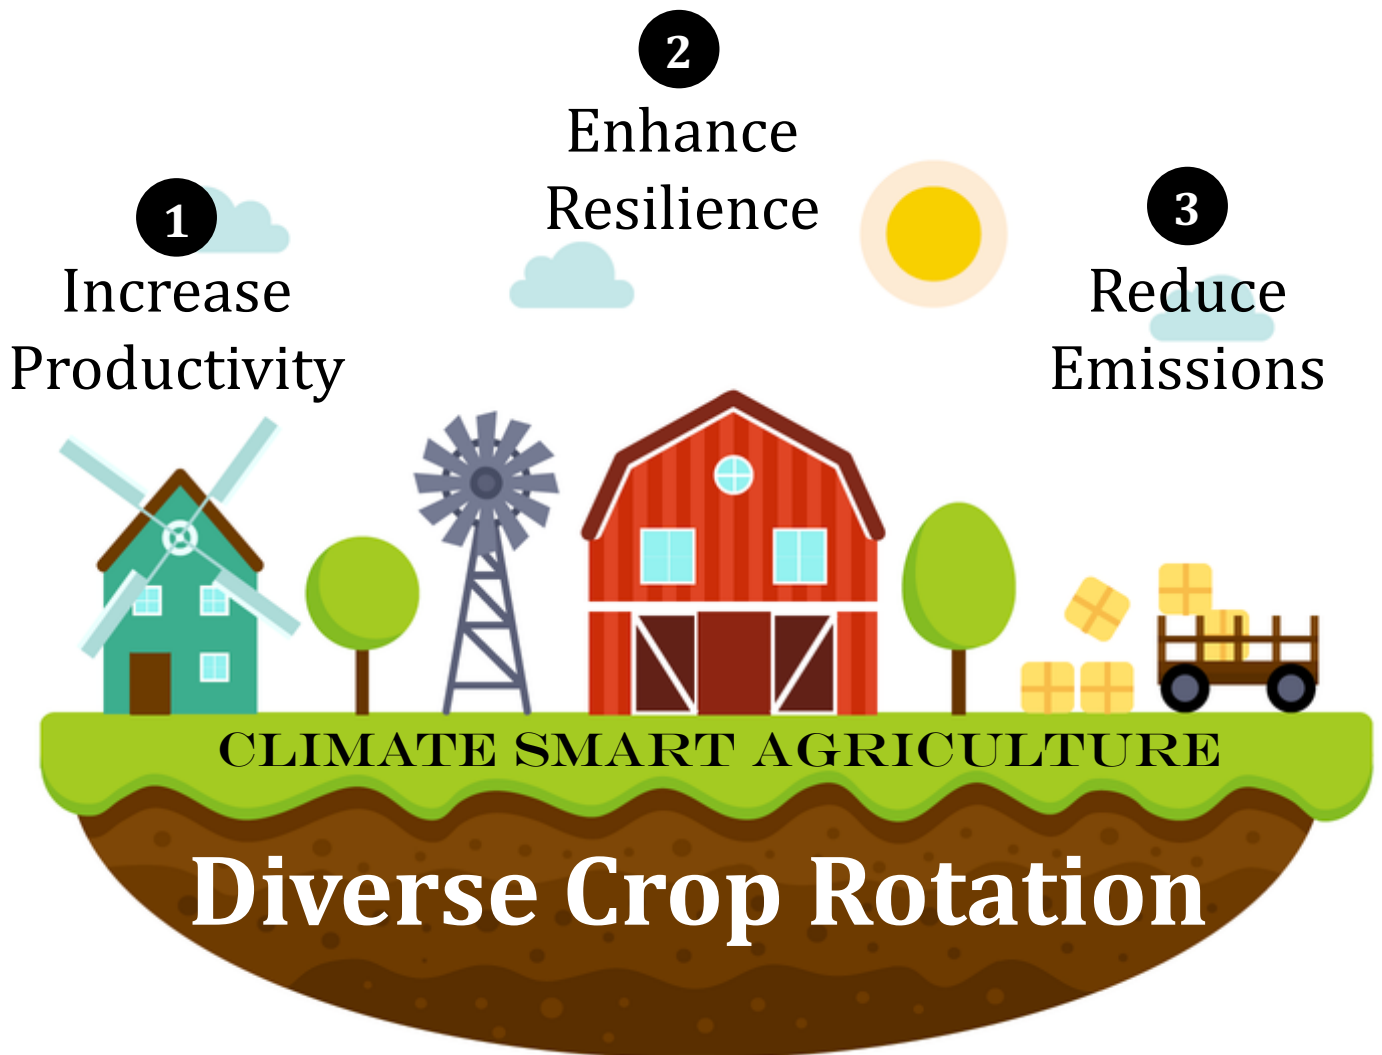 1
Increase
Productivity
2
Enhance
Resilience
3
Reduce
Emissions
CLIMATE SMART AGRICULTURE
Diverse Crop Rotation